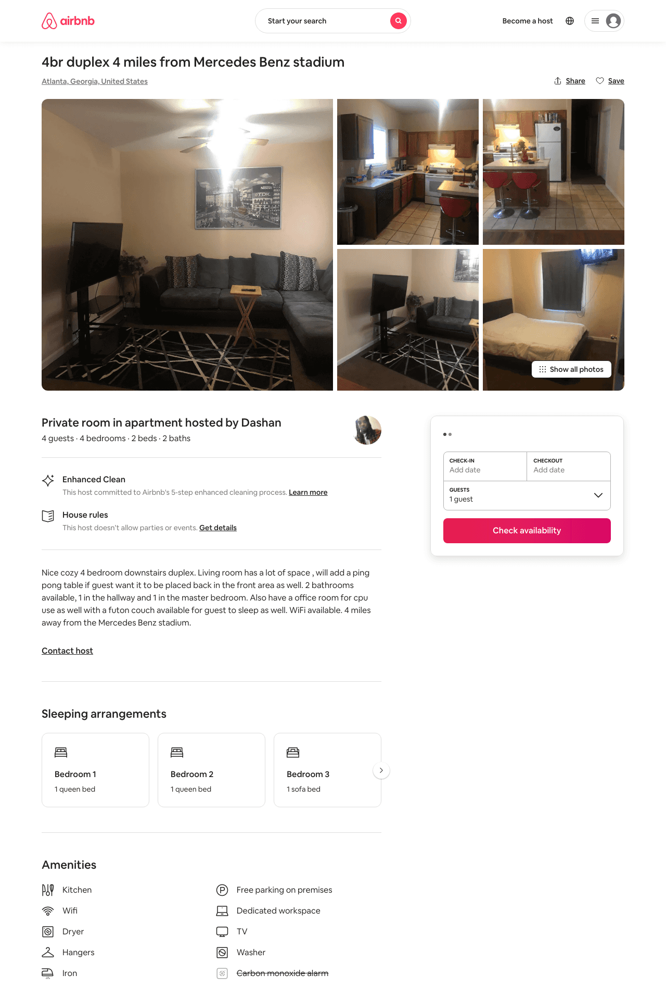 airbnb
Start your search
Become a host
4br duplex 4 miles from Mercedes Benz stadium
Atlanta, Georgia, United States
Share
Save
NESCAFE
TDK
Show all photos
Private room in apartment hosted by Dashan
4 guests · 4 bedrooms · 2 beds · 2 baths
Enhanced Clean
This host committed to Airbnb's 5-step enhanced cleaning process. Learn more
House rules
This host doesn't allow parties or events. Get details
CHECK-IN
Add date
CHECKOUT
Add date
GUESTS
1 guest
Check availability
Nice cozy 4 bedroom downstairs duplex. Living room has a lot of space , will add a ping
pong table if guest want it to be placed back in the front area as well. 2 bathrooms
available, 1 in the hallway and 1 in the master bedroom. Also have a office room for cpu
use as well with a futon couch available for guest to sleep as well. WiFi available. 4 miles
away from the Mercedes Benz stadium.
Contact host
Sleeping arrangements
Bedroom 1
1 queen bed
Bedroom 2
1 queen bed
Bedroom 3
1 sofa bed
Amenities
Kitchen
Free parking on premises
Wifi
Dedicated workspace
Dryer
TV
Hangers
Washer
Iron
Carbon monoxide alarm